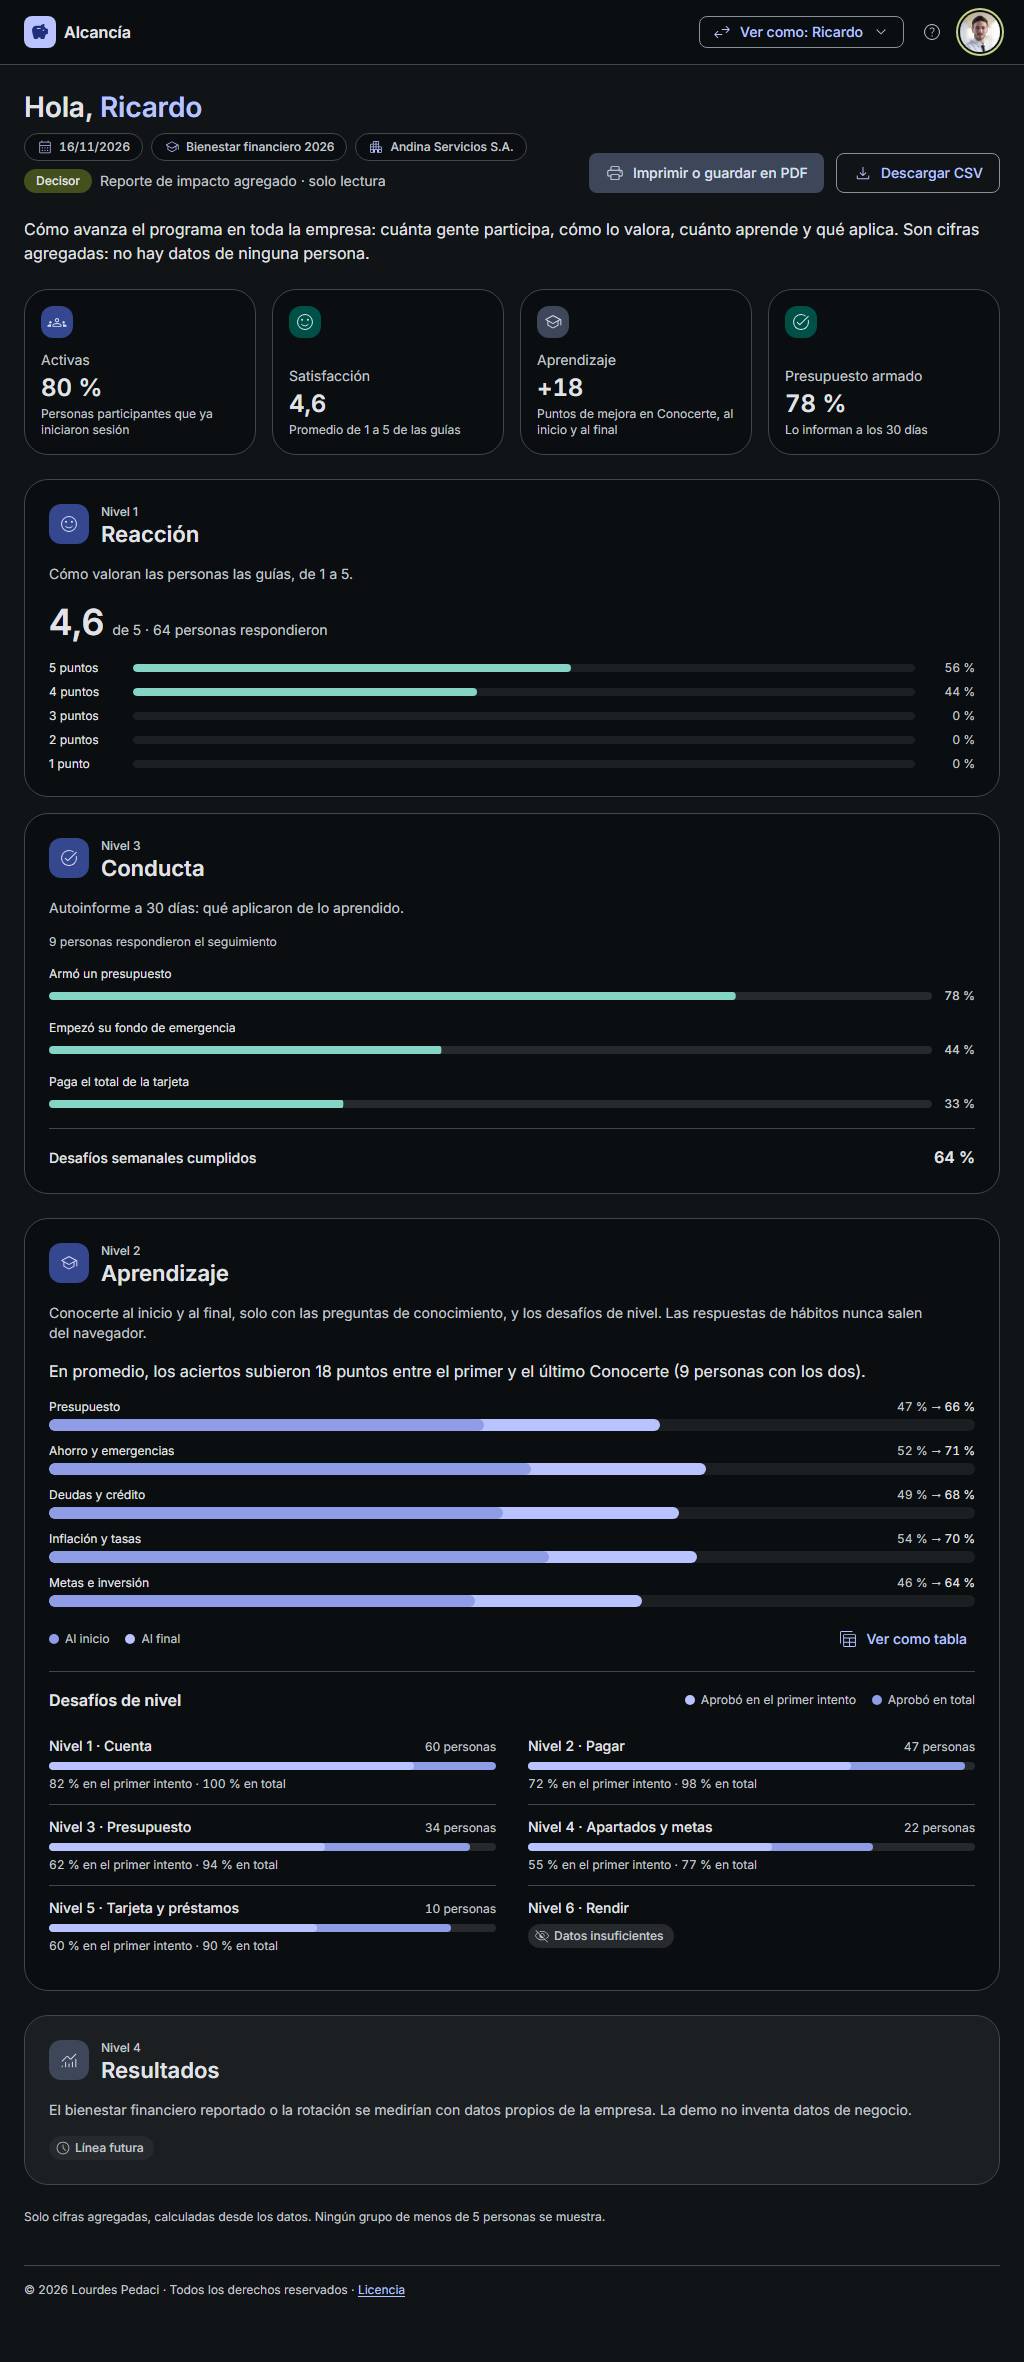 Alcancía
Ver como: Ricardo
Hola, Ricardo
16/11/2026
Bienestar financiero 2026
Andina Servicios S.A.
Decisor
Reporte de impacto agregado · solo lectura
Imprimir o guardar en PDF
Descargar CSV
Cómo avanza el programa en toda la empresa: cuánta gente participa, cómo lo valora, cuánto aprende y qué aplica. Son cifras
agregadas: no hay datos de ninguna persona.
Activas
80 %
Personas participantes que ya
iniciaron sesión
Satisfacción
4,6
Promedio de 1 a 5 de las guías
Aprendizaje
+18
Puntos de mejora en Conocerte, al
inicio y al final
Presupuesto armado
78 %
Lo informan a los 30 días
Nivel 1
Reacción
Cómo valoran las personas las guías, de 1 a 5.
4,6 de 5 · 64 personas respondieron
5 puntos 56 %
4 puntos 44 %
3 puntos 0 %
2 puntos 0 %
1 punto 0 %
Nivel 3
Conducta
Autoinforme a 30 días: qué aplicaron de lo aprendido.
9 personas respondieron el seguimiento
Armó un presupuesto
78 %
Empezó su fondo de emergencia
44 %
Paga el total de la tarjeta
33 %
Desafíos semanales cumplidos 64 %
Nivel 2
Aprendizaje
Conocerte al inicio y al final, solo con las preguntas de conocimiento, y los desafíos de nivel. Las respuestas de hábitos nunca salen
del navegador.
En promedio, los aciertos subieron 18 puntos entre el primer y el último Conocerte (9 personas con los dos).
Presupuesto 47 % → 66 %
Ahorro y emergencias 52 % → 71 %
Deudas y crédito 49 % → 68 %
Inflación y tasas 54 % → 70 %
Metas e inversión 46 % → 64 %
Al inicio
Al final
Ver como tabla
Desafíos de nivel
Aprobó en el primer intento
Aprobó en total
Nivel 1 · Cuenta 60 personas
82 % en el primer intento · 100 % en total
Nivel 2 · Pagar 47 personas
72 % en el primer intento · 98 % en total
Nivel 3 · Presupuesto 34 personas
62 % en el primer intento · 94 % en total
Nivel 4 · Apartados y metas 22 personas
55 % en el primer intento · 77 % en total
Nivel 5 · Tarjeta y préstamos 10 personas
60 % en el primer intento · 90 % en total
Nivel 6 · Rendir
Datos insuficientes
Nivel 4
Resultados
El bienestar financiero reportado o la rotación se medirían con datos propios de la empresa. La demo no inventa datos de negocio.
Línea futura
Solo cifras agregadas, calculadas desde los datos. Ningún grupo de menos de 5 personas se muestra.
© 2026 Lourdes Pedaci · Todos los derechos reservados · Licencia